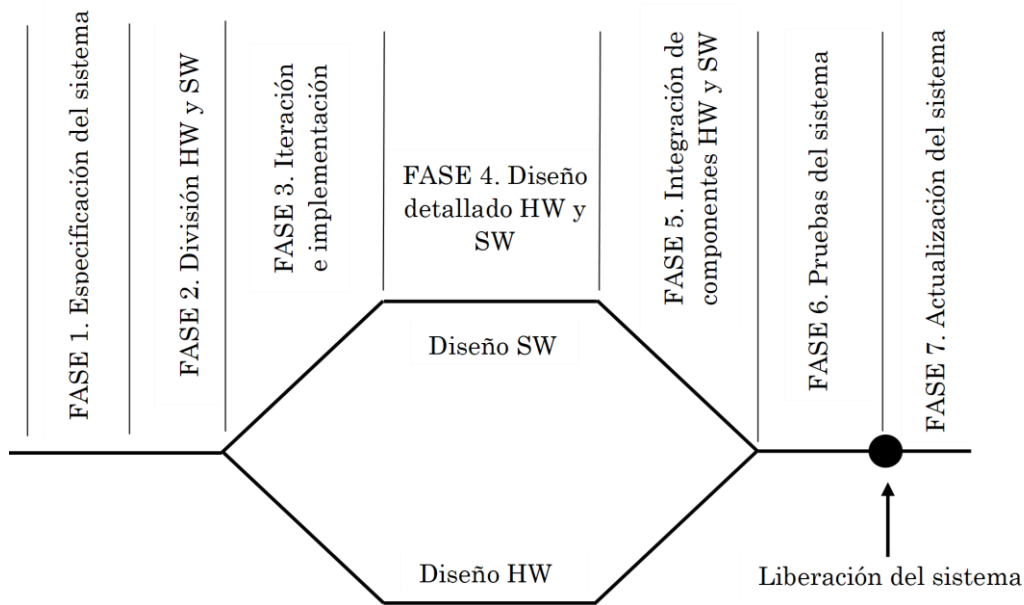 FASE 1. Especificación del sistema
FASE 2. División HW y SW
FASE 3. Iteración
e implementación
FASE 4. Diseño
detallado HW y
SW
FASE 5. Integración de
componentes HW y SW
FASE 6. Pruebas del sistema
FASE 7. Actualización del sistema
Diseño SW
Diseño HW
Liberación del sistema